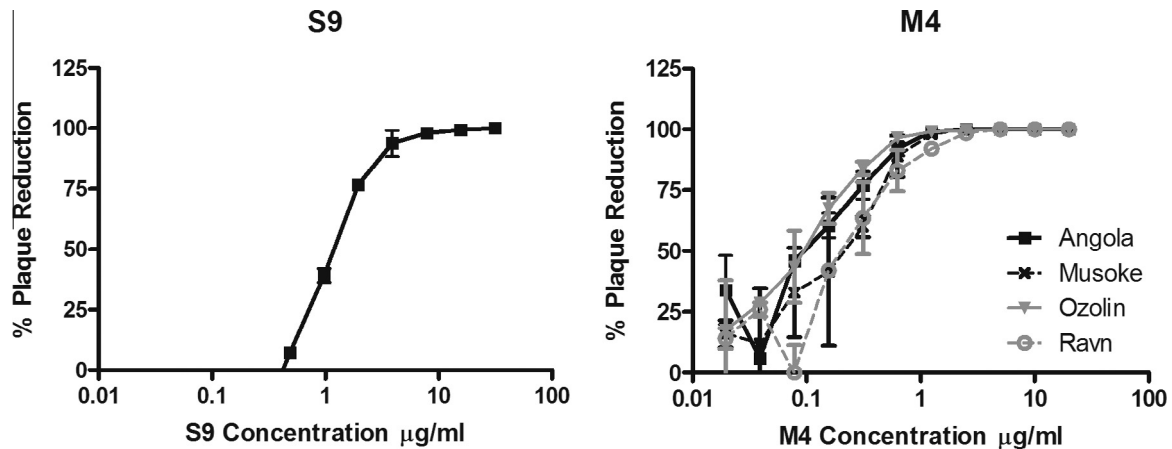 S9
% Plaque Reduction
125
100
75
50
25
0
0.01 0.1 1 10 100
S9 Concentration μg/ml
M4
% Plaque Reduction
125
100
75
50
25
0
Angola
Musoke
Ozolin
Ravn
0.01 0.1 1 10 100
M4 Concentration μg/ml